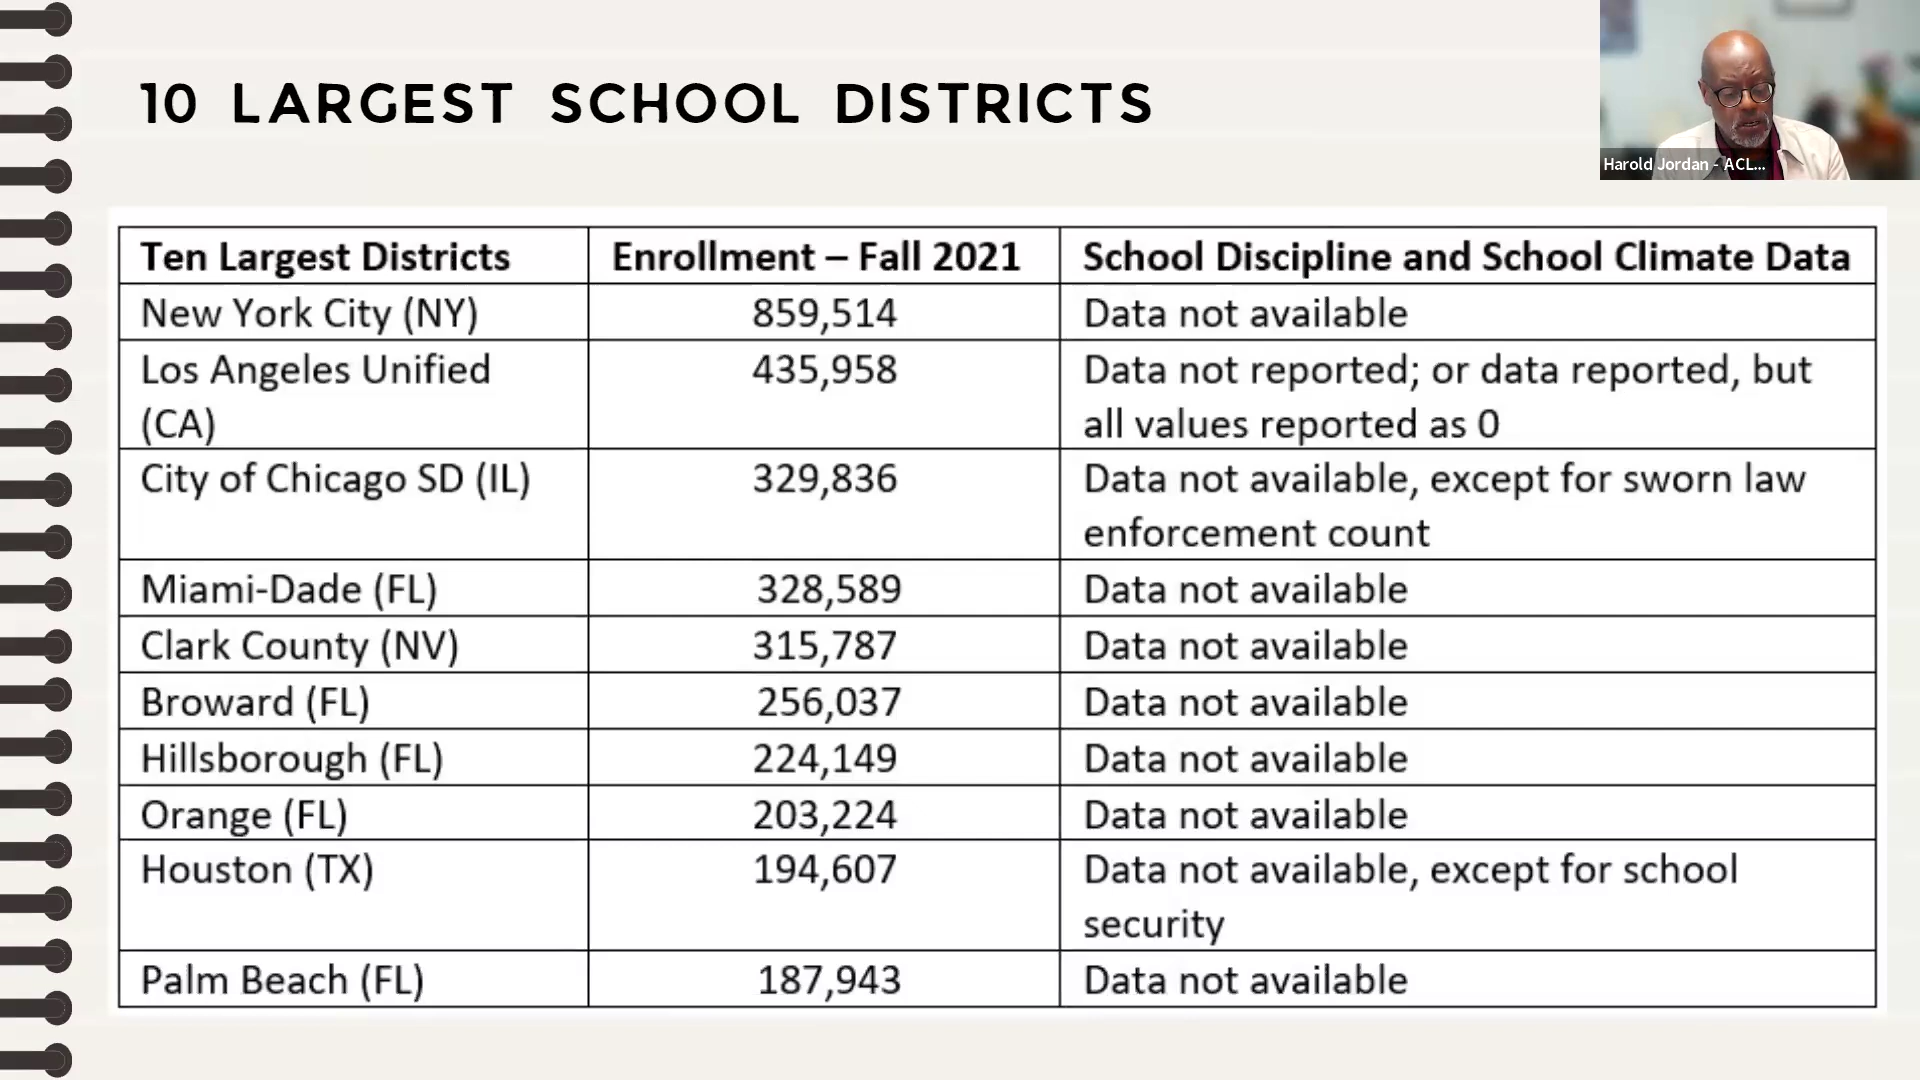 10 LARGEST SCHOOL DISTRICTS
Harold Jordan - ACL...
Ten Largest Districts Enrollment – Fall 2021 School Discipline and School Climate Data
New York City (NY) 859,514 Data not available
Los Angeles Unified 435,958 Data not reported; or data reported, but
(CA) all values reported as 0
City of Chicago SD (IL) 329,836 Data not available, except for sworn law
enforcement count
Miami-Dade (FL) 328,589 Data not available
Clark County (NV) 315,787 Data not available
Broward (FL) 256,037 Data not available
Hillsborough (FL) 224,149 Data not available
Orange (FL) 203,224 Data not available
Houston (TX) 194,607 Data not available, except for school
security
Palm Beach (FL) 187,943 Data not available